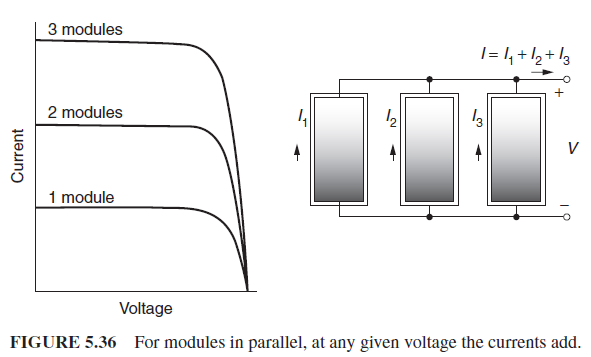 3 modules
2 modules
1 module
Current
Voltage
I = I₁ + I₂ + I₃
I₁
I₂
I₃
+
V
−
FIGURE 5.36 For modules in parallel, at any given voltage the currents add.